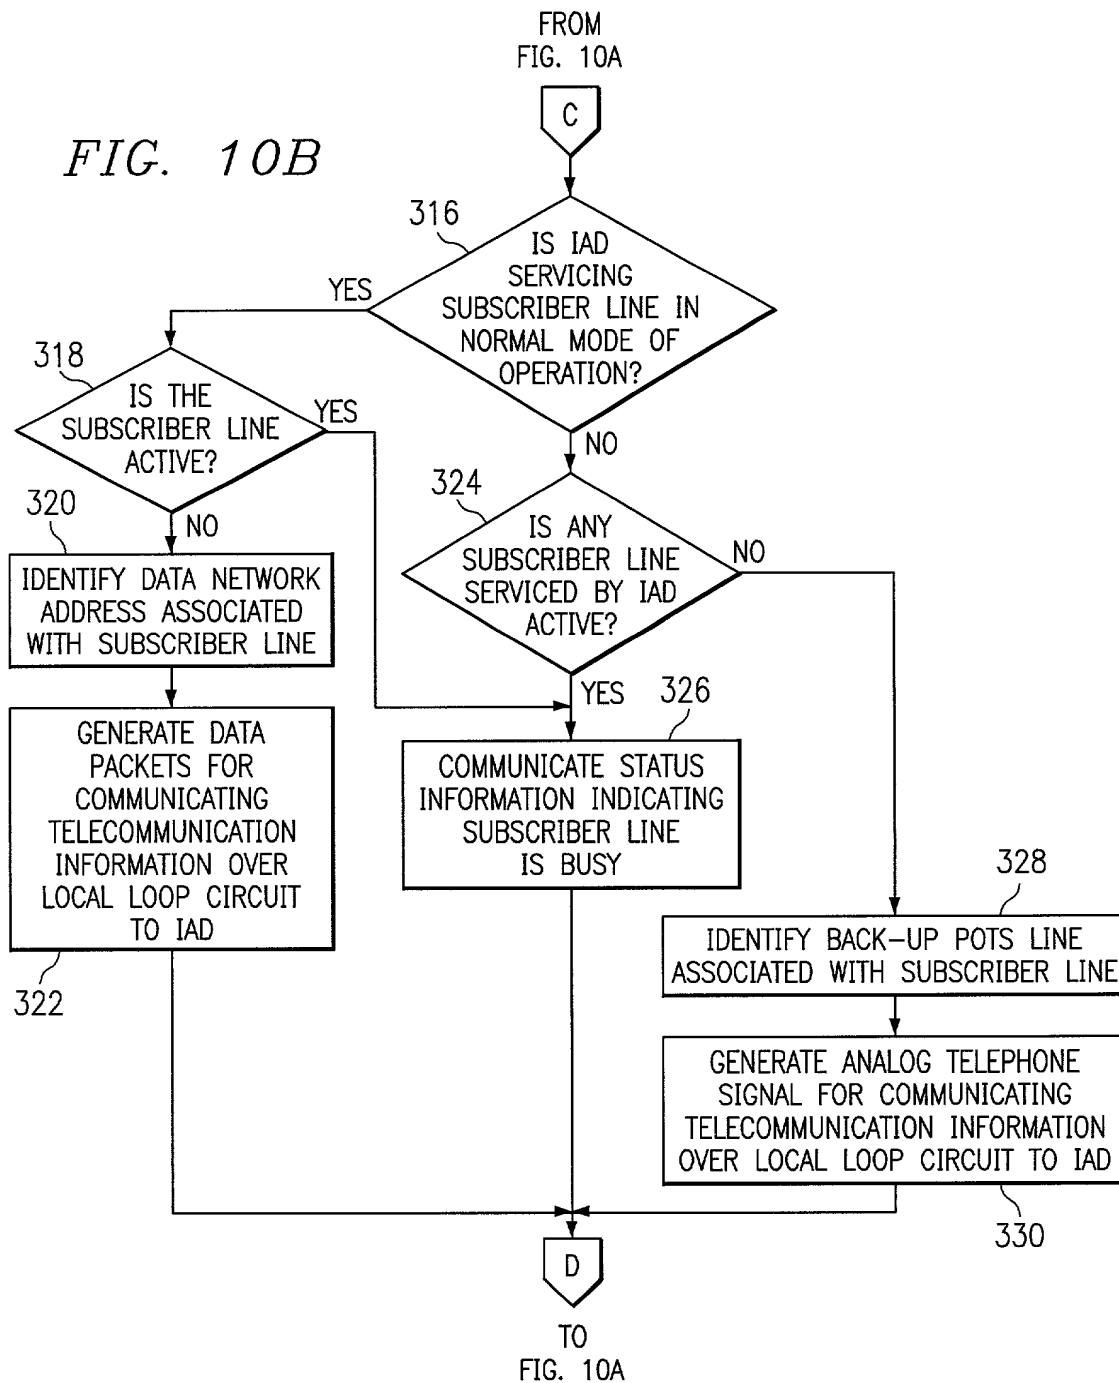 FROM
FIG. 10A
C
FIG. 10B
316
IS IAD
SERVICING
SUBSCRIBER LINE IN
NORMAL MODE OF
OPERATION?
YES
NO
318
IS THE
SUBSCRIBER LINE
ACTIVE?
YES
NO
324
IS ANY
SUBSCRIBER LINE
SERVICED BY IAD
ACTIVE?
NO
YES
320
IDENTIFY DATA NETWORK
ADDRESS ASSOCIATED
WITH SUBSCRIBER LINE
GENERATE DATA
PACKETS FOR
COMMUNICATING
TELECOMMUNICATION
INFORMATION OVER
LOCAL LOOP CIRCUIT
TO IAD
322
326
COMMUNICATE STATUS
INFORMATION INDICATING
SUBSCRIBER LINE
IS BUSY
328
IDENTIFY BACK-UP POTS LINE
ASSOCIATED WITH SUBSCRIBER LINE
GENERATE ANALOG TELEPHONE
SIGNAL FOR COMMUNICATING
TELECOMMUNICATION INFORMATION
OVER LOCAL LOOP CIRCUIT TO IAD
330
D
TO
FIG. 10A